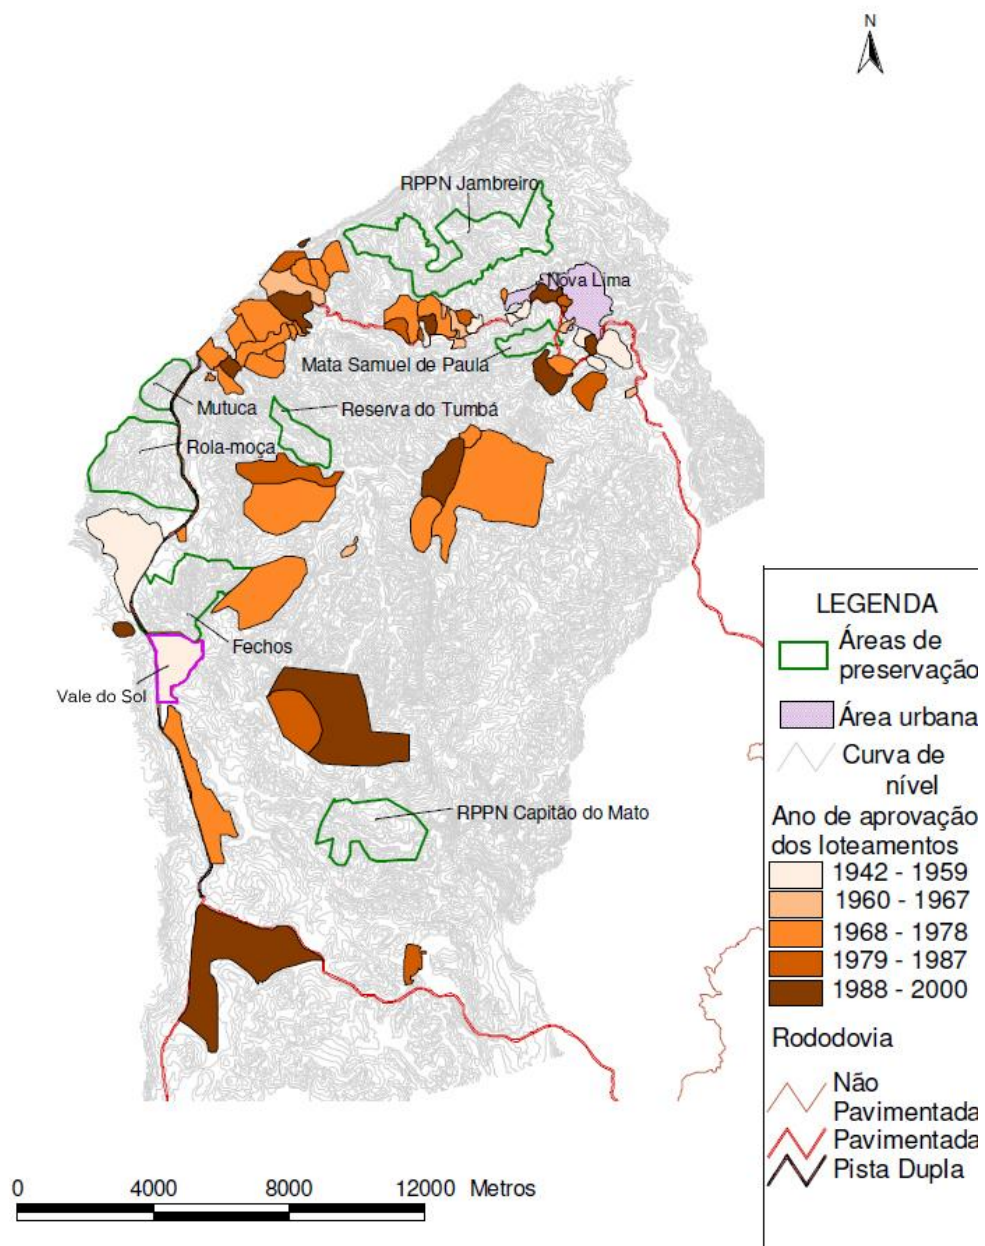 N
RPPN Jambreiro
Nova Lima
Mata Samuel de Paula
Mutuca
Reserva do Tumbá
Rola-moça
Fechos
Vale do Sol
RPPN Capitão do Mato
LEGENDA
Áreas de
preservação
Área urbana
Curva de
nível
Ano de aprovação
dos loteamentos
1942 - 1959
1960 - 1967
1968 - 1978
1979 - 1987
1988 - 2000
Rododovia
Não
Pavimentada
Pavimentada
Pista Dupla
0 4000 8000 12000 Metros